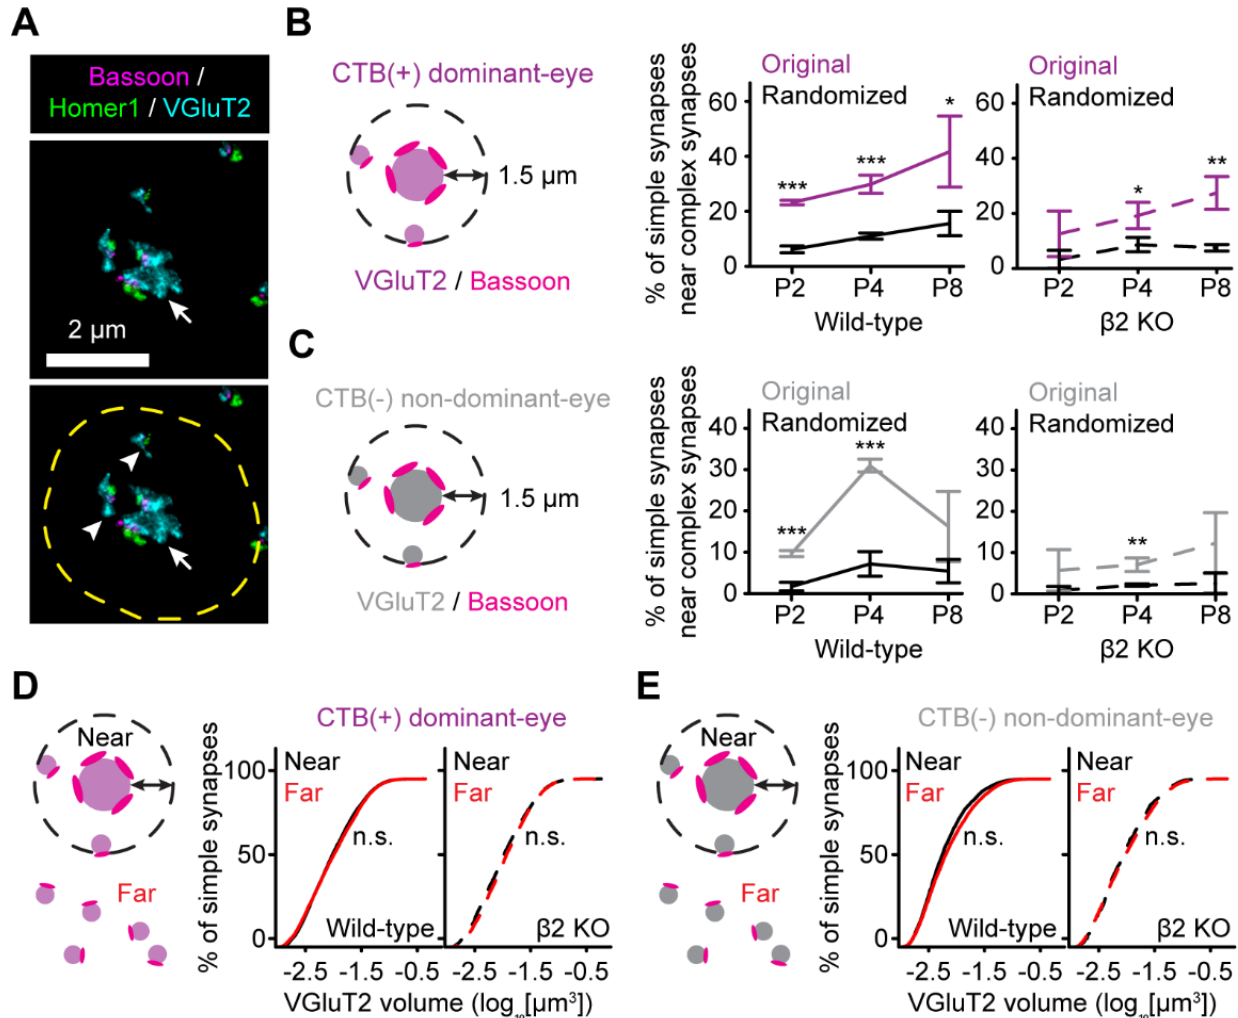 A
Bassoon /
Homer1 / VGluT2
2 μm
B
CTB(+) dominant-eye
1.5 μm
VGluT2 / Bassoon
% of simple synapses
near complex synapses
Original
Randomized
60
40
20
0
***
***
*
P2 P4 P8
Wild-type
Original
Randomized
60
40
20
0
*
**
P2 P4 P8
β2 KO
C
CTB(-) non-dominant-eye
1.5 μm
VGluT2 / Bassoon
% of simple synapses
near complex synapses
Original
Randomized
40
30
20
10
0
***
***
P2 P4 P8
Wild-type
Original
Randomized
40
30
20
10
0
**
P2 P4 P8
β2 KO
D
Near
Far
CTB(+) dominant-eye
% of simple synapses
100
50
0
Near
Far
n.s.
Wild-type
-2.5 -1.5 -0.5
Near
Far
n.s.
β2 KO
-2.5 -1.5 -0.5
VGluT2 volume (log₁₀[μm³])
E
Near
Far
CTB(-) non-dominant-eye
% of simple synapses
100
50
0
Near
Far
n.s.
Wild-type
-2.5 -1.5 -0.5
Near
Far
n.s.
β2 KO
-2.5 -1.5 -0.5
VGluT2 volume (log₁₀[μm³])